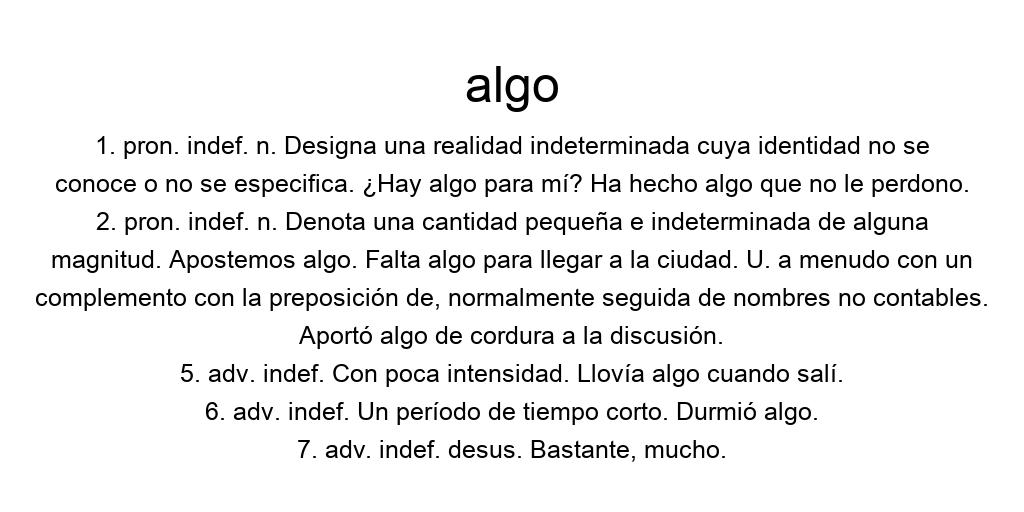 algo
1. pron. indef. n. Designa una realidad indeterminada cuya identidad no se
conoce o no se especifica. ¿Hay algo para mí? Ha hecho algo que no le perdono.
2. pron. indef. n. Denota una cantidad pequeña e indeterminada de alguna
magnitud. Apostemos algo. Falta algo para llegar a la ciudad. U. a menudo con un
complemento con la preposición de, normalmente seguida de nombres no contables.
Aportó algo de cordura a la discusión.
5. adv. indef. Con poca intensidad. Llovía algo cuando salí.
6. adv. indef. Un período de tiempo corto. Durmió algo.
7. adv. indef. desus. Bastante, mucho.